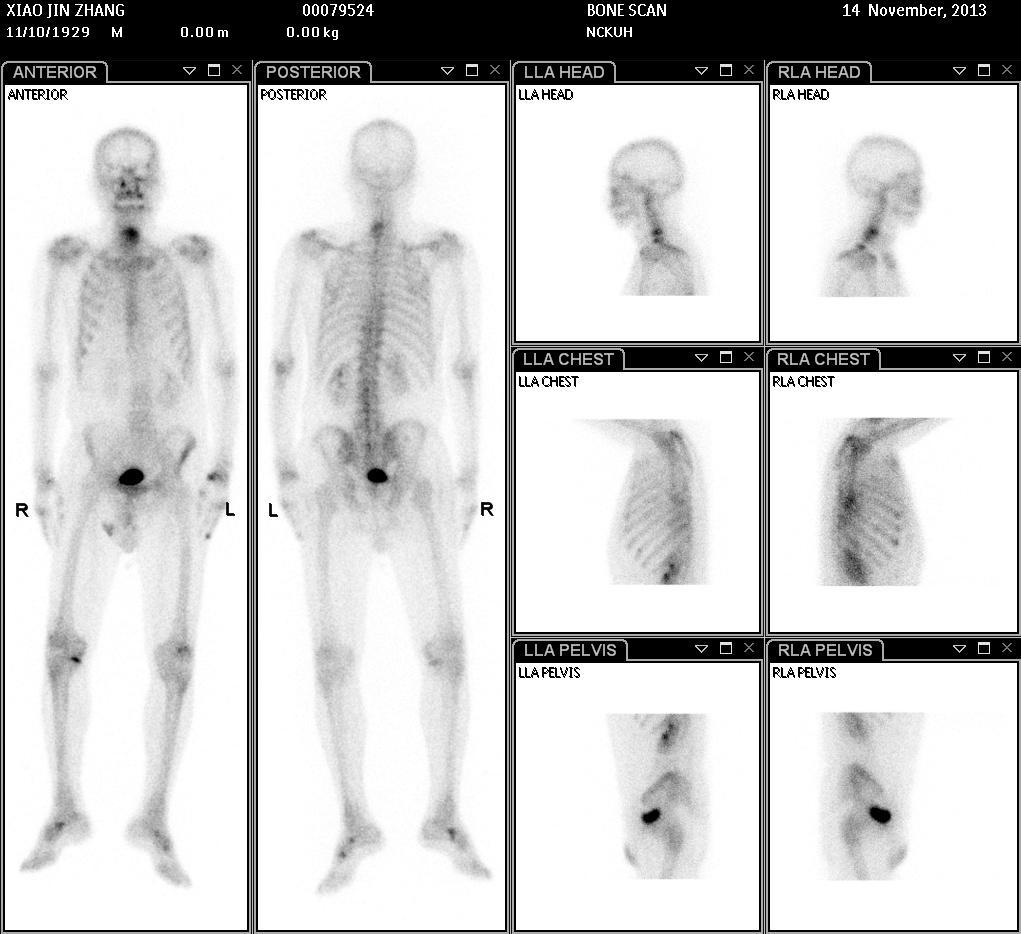 XIAO JIN ZHANG 00079524 BONE SCAN 14 November, 2013
11/10/1929 M 0.00 m 0.00 kg NCKUH
ANTERIOR POSTERIOR LLA HEAD RLA HEAD
ANTERIOR POSTERIOR LLA HEAD RLA HEAD
LLA CHEST RLA CHEST
LLA CHEST RLA CHEST
R L L R
LLA PELVIS RLA PELVIS
LLA PELVIS RLA PELVIS